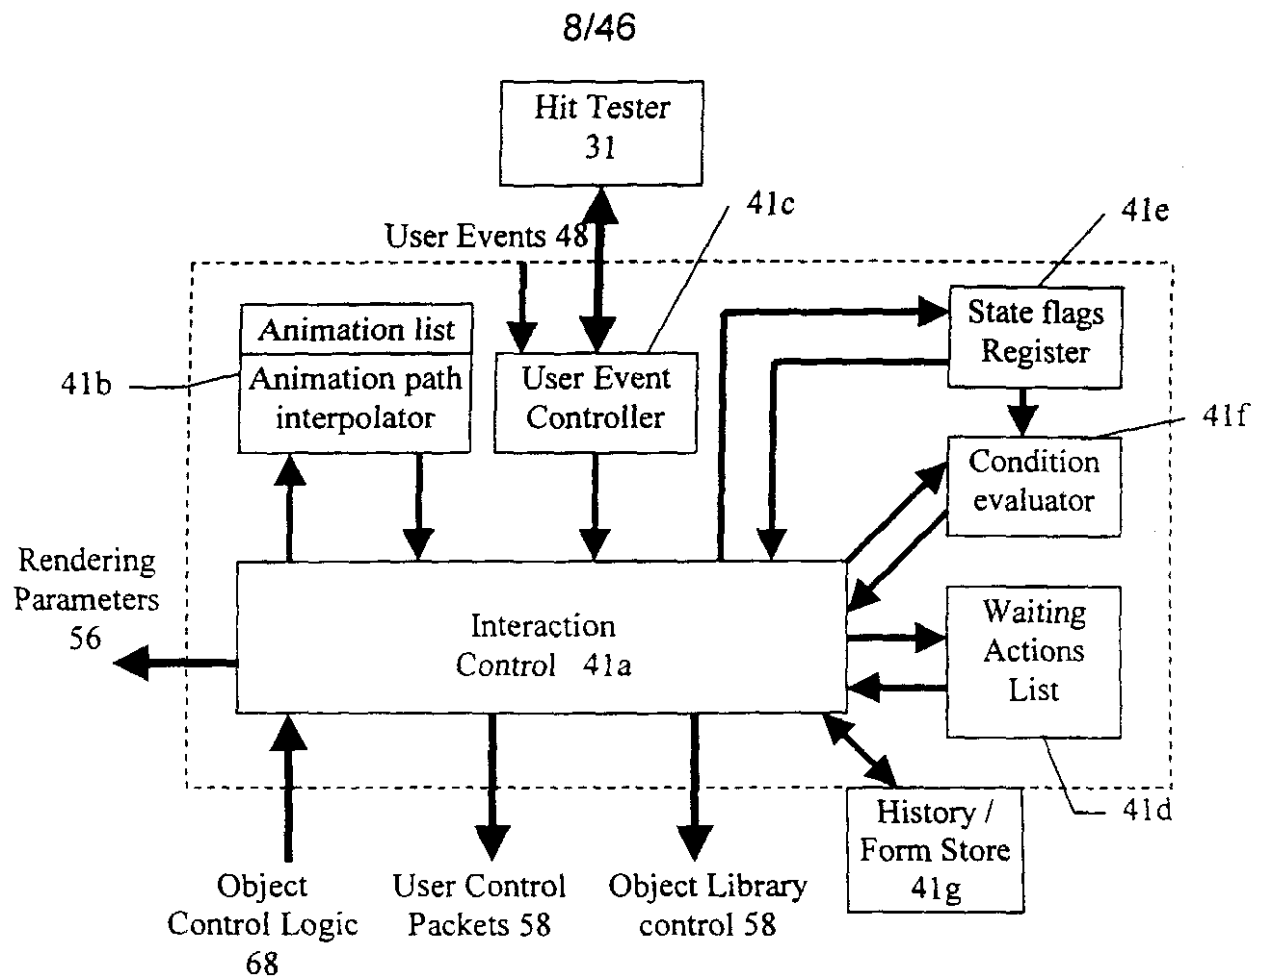 8/46
Hit Tester
31
41c
41e
User Events 48
Animation list
Animation path
interpolator
41b
User Event
Controller
State flags
Register
41f
Condition
evaluator
Rendering
Parameters
56
Interaction
Control 41a
Waiting
Actions
List
41d
History /
Form Store
41g
Object
Control Logic
68
User Control
Packets 58
Object Library
control 58